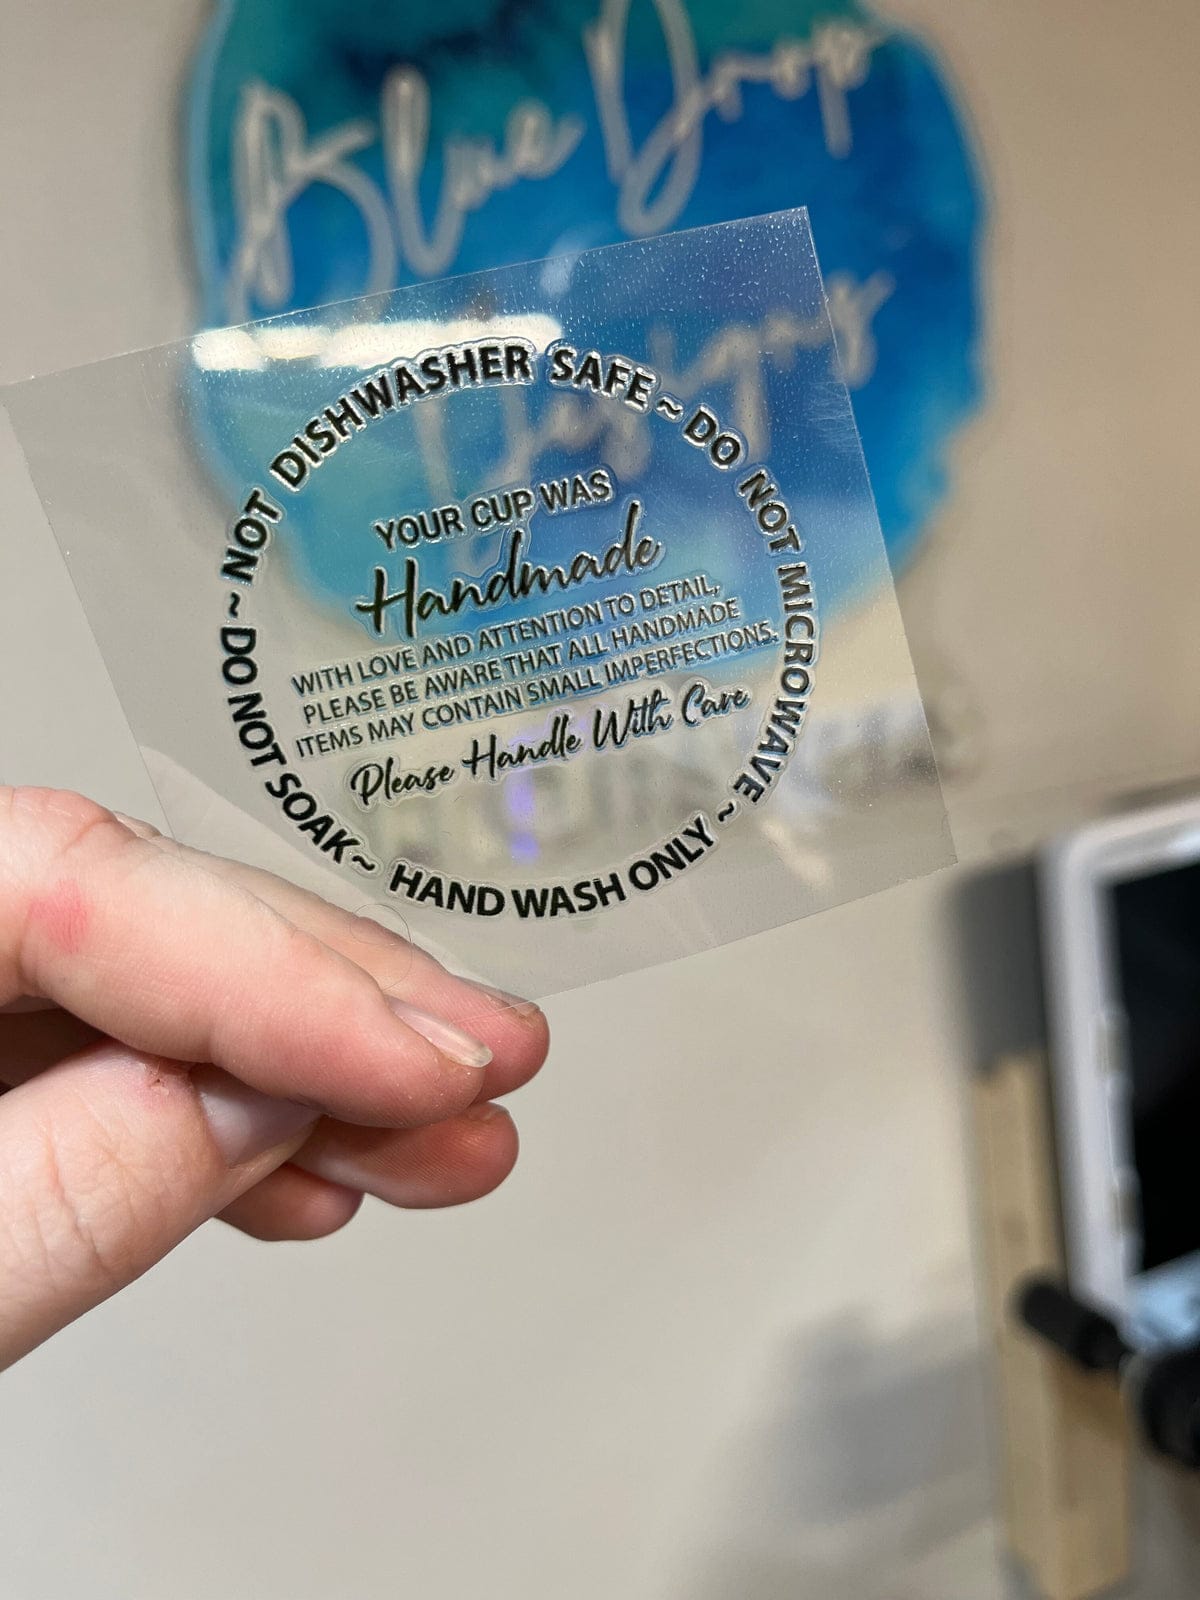 Blue Drop
Designs
NOT DISHWASHER SAFE ~ DO NOT MICROWAVE ~ HAND WASH ONLY ~ DO NOT SOAK ~
YOUR CUP WAS
Handmade
WITH LOVE AND ATTENTION TO DETAIL,
PLEASE BE AWARE THAT ALL HANDMADE
ITEMS MAY CONTAIN SMALL IMPERFECTIONS.
Please Handle With Care